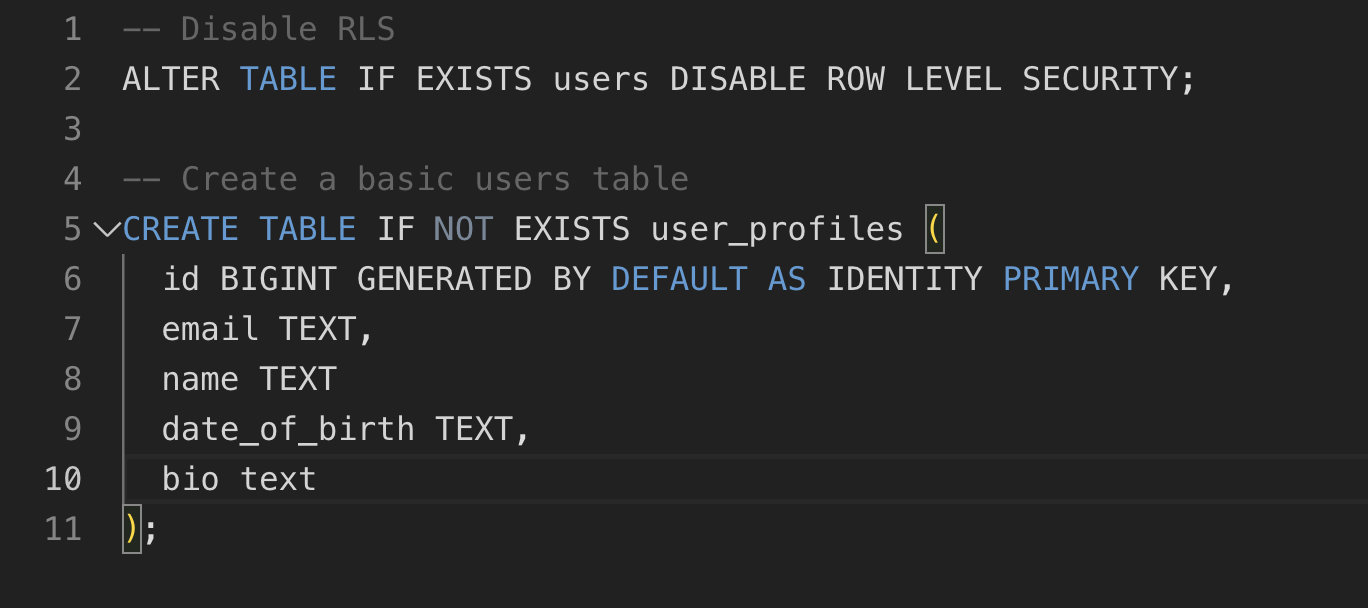 1 -- Disable RLS
2 ALTER TABLE IF EXISTS users DISABLE ROW LEVEL SECURITY;
3
4 -- Create a basic users table
5 CREATE TABLE IF NOT EXISTS user_profiles (
6 id BIGINT GENERATED BY DEFAULT AS IDENTITY PRIMARY KEY,
7 email TEXT,
8 name TEXT
9 date_of_birth TEXT,
10 bio text
11 );